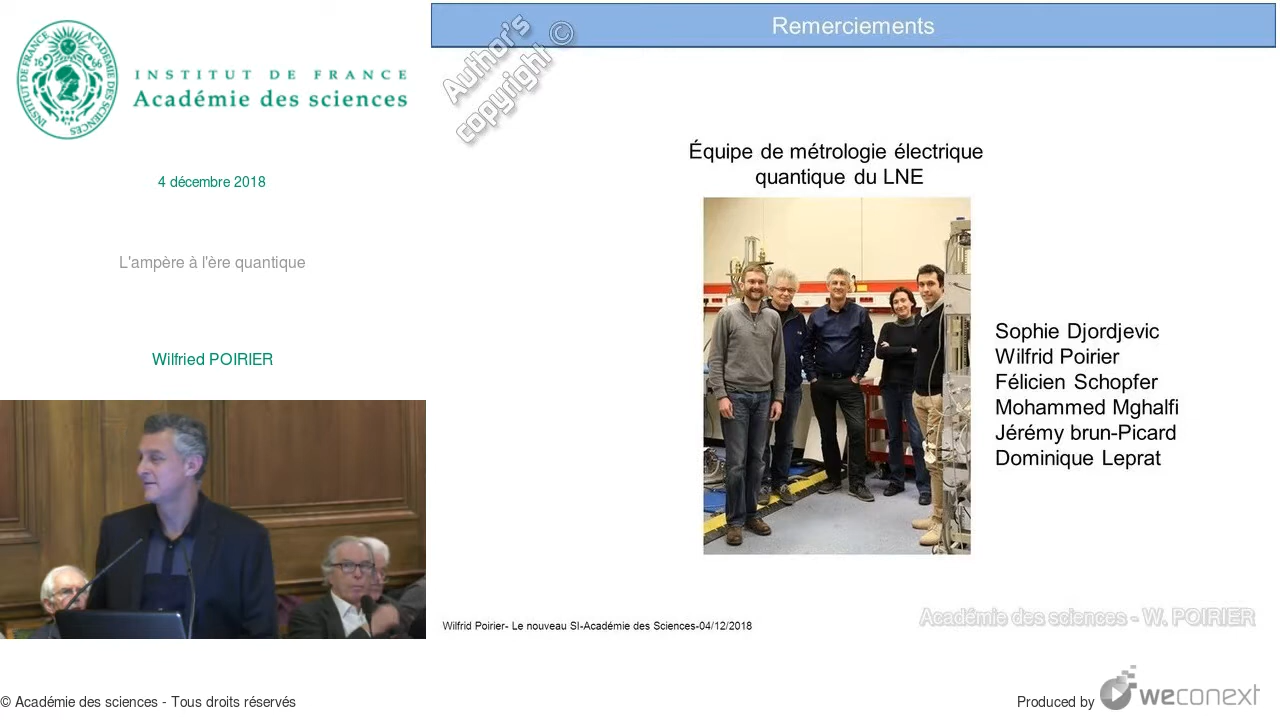 INSTITUT DE FRANCE
Académie des sciences
4 décembre 2018
L'ampère à l'ère quantique
Wilfried POIRIER
Remerciements
Author's
copyright ©
Équipe de métrologie électrique
quantique du LNE
Sophie Djordjevic
Wilfrid Poirier
Félicien Schopfer
Mohammed Mghalfi
Jérémy brun-Picard
Dominique Leprat
Wilfrid Poirier- Le nouveau SI-Académie des Sciences-04/12/2018
Académie des sciences - W. POIRIER
© Académie des sciences - Tous droits réservés
Produced by weconext